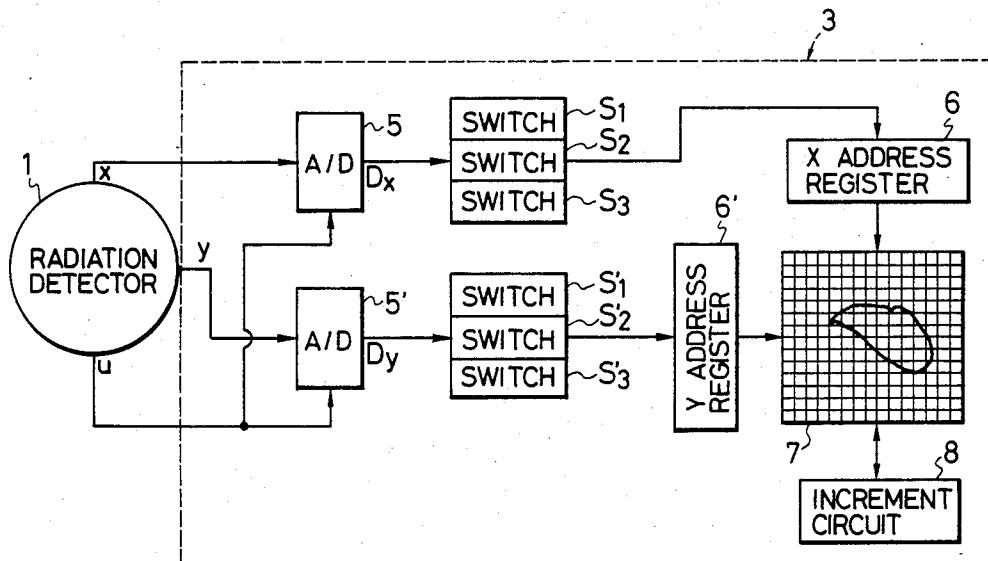 3
1
x
RADIATION
DETECTOR
y
u
5
A/D
Dx
SWITCH S1
SWITCH S2
SWITCH S3
6
X ADDRESS
REGISTER
5'
A/D
Dy
SWITCH S'1
SWITCH S'2
SWITCH S'3
6'
Y ADDRESS
REGISTER
7
8
INCREMENT
CIRCUIT